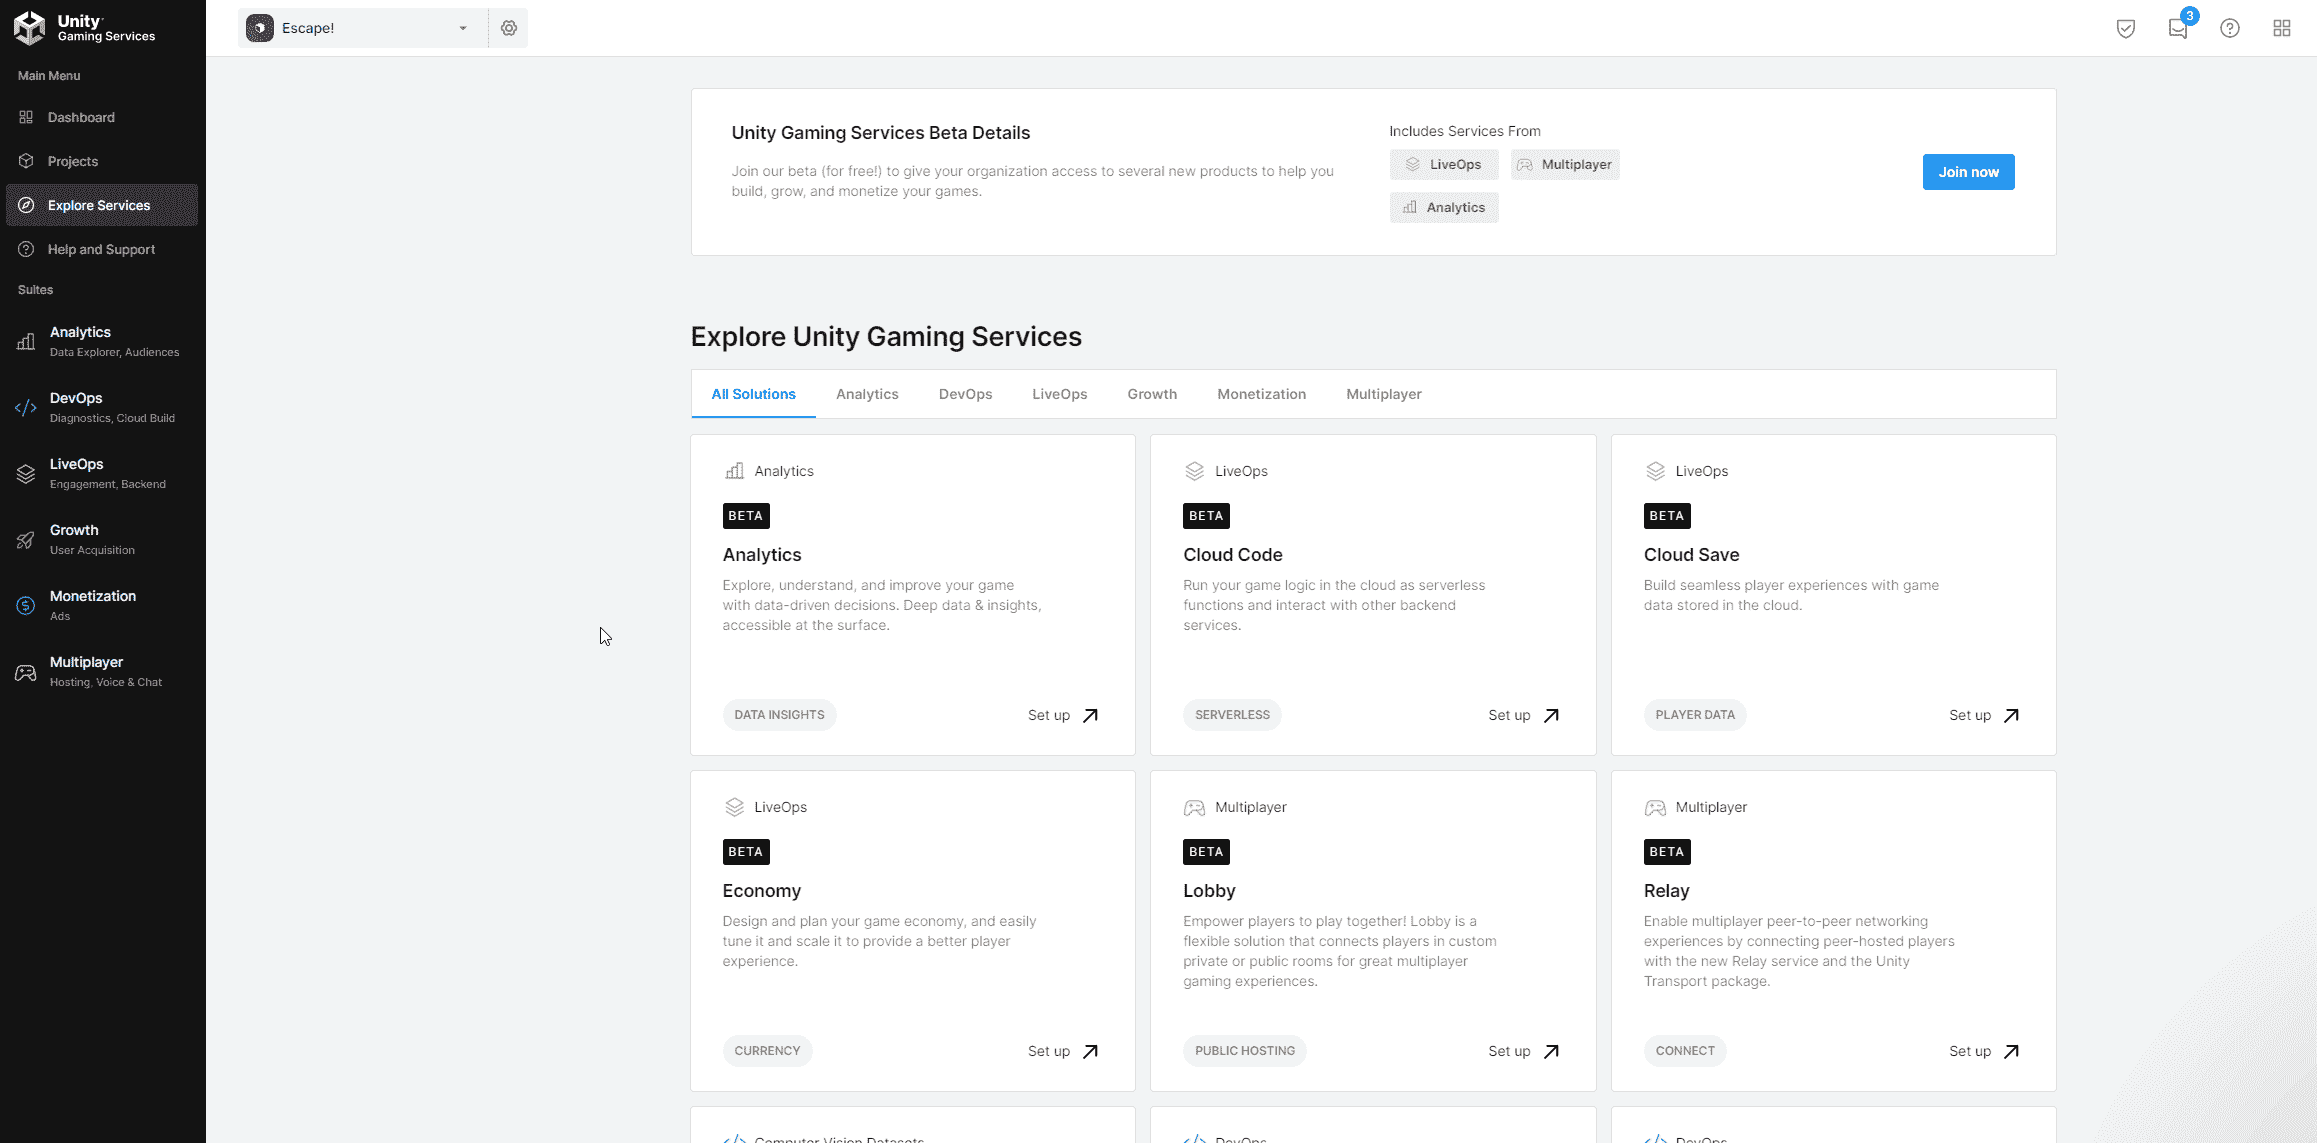 Unity
Gaming Services
Main Menu
Dashboard
Projects
Explore Services
Help and Support
Suites
Analytics
Data Explorer, Audiences
DevOps
Diagnostics, Cloud Build
LiveOps
Engagement, Backend
Growth
User Acquisition
Monetization
Ads
Multiplayer
Hosting, Voice & Chat
Escape!
3
Unity Gaming Services Beta Details
Join our beta (for free!) to give your organization access to several new products to help you
build, grow, and monetize your games.
Includes Services From
LiveOps
Multiplayer
Analytics
Join now
Explore Unity Gaming Services
All Solutions
Analytics
DevOps
LiveOps
Growth
Monetization
Multiplayer
Analytics
BETA
Analytics
Explore, understand, and improve your game
with data-driven decisions. Deep data & insights,
accessible at the surface.
DATA INSIGHTS
Set up
LiveOps
BETA
Cloud Code
Run your game logic in the cloud as serverless
functions and interact with other backend
services.
SERVERLESS
Set up
LiveOps
BETA
Cloud Save
Build seamless player experiences with game
data stored in the cloud.
PLAYER DATA
Set up
LiveOps
BETA
Economy
Design and plan your game economy, and easily
tune it and scale it to provide a better player
experience.
CURRENCY
Set up
Multiplayer
BETA
Lobby
Empower players to play together! Lobby is a
flexible solution that connects players in custom
private or public rooms for great multiplayer
gaming experiences.
PUBLIC HOSTING
Set up
Multiplayer
BETA
Relay
Enable multiplayer peer-to-peer networking
experiences by connecting peer-hosted players
with the new Relay service and the Unity
Transport package.
CONNECT
Set up
Computer Vision Datasets
DevOps
DevOps